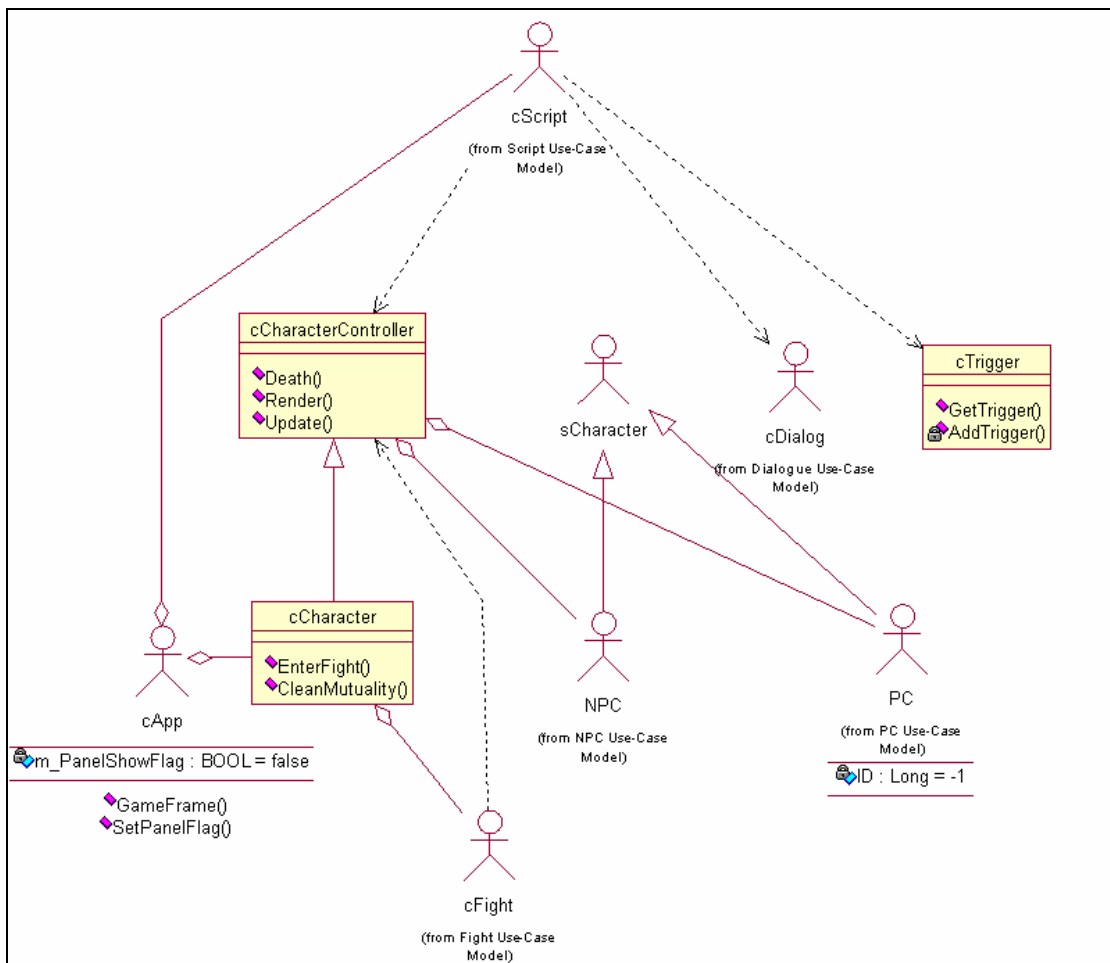 cScript
(from Script Use-Case
Model)
cCharacterController
Death()
Render()
Update()
sCharacter
cDialog
(from Dialogue Use-Case
Model)
cTrigger
GetTrigger()
AddTrigger()
cCharacter
EnterFight()
CleanMutuality()
cApp
m_PanelShowFlag : BOOL = false
GameFrame()
SetPanelFlag()
NPC
(from NPC Use-Case
Model)
PC
(from PC Use-Case
Model)
ID : Long = -1
cFight
(from Fight Use-Case
Model)